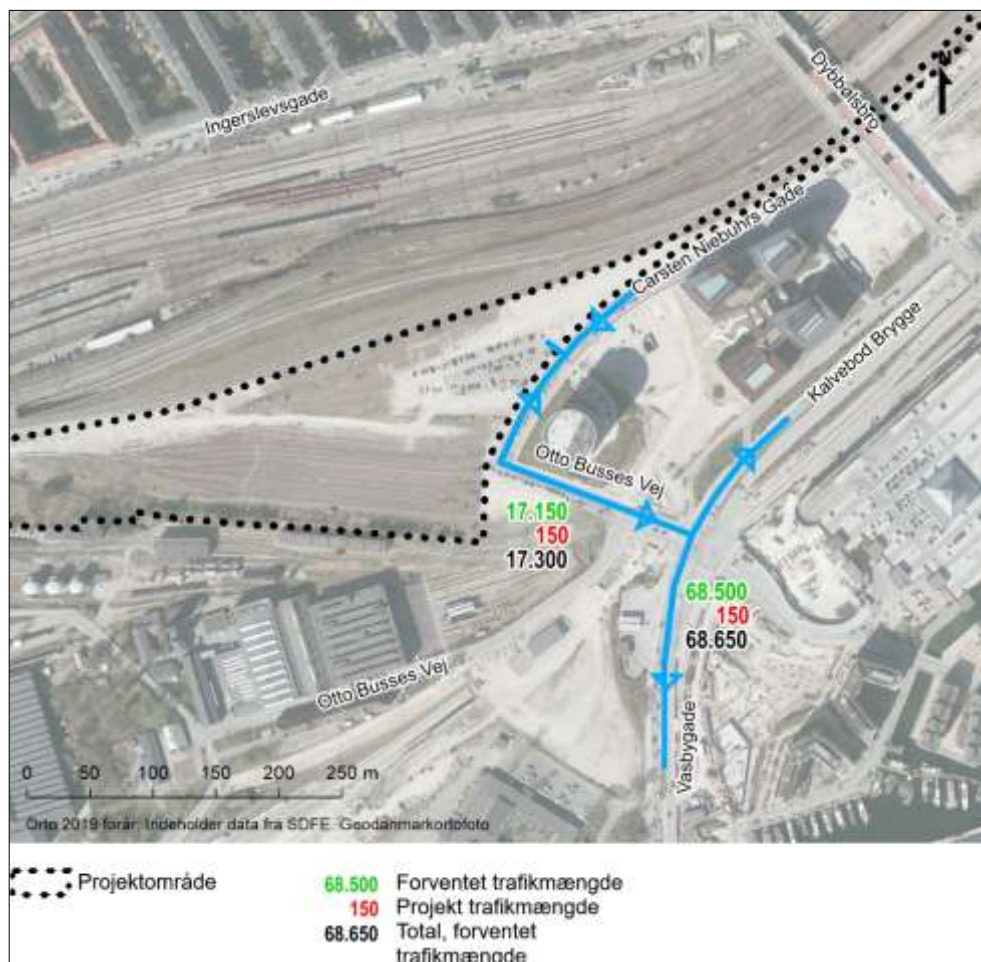 Ingerslevsgade
Dybbølsbro
N
Carsten Niebuhrs Gade
Kalvebod Brygge
Otto Busses Vej
17.150
150
17.300
68.500
150
68.650
Otto Busses Vej
Vasbygade
0 50 100 150 200 250 m
Orto 2019 forår: Indeholder data fra SDFE. Geodanmarkortofoto
Projektområde
68.500 Forventet trafikmængde
150 Projekt trafikmængde
68.650 Total, forventet
trafikmængde